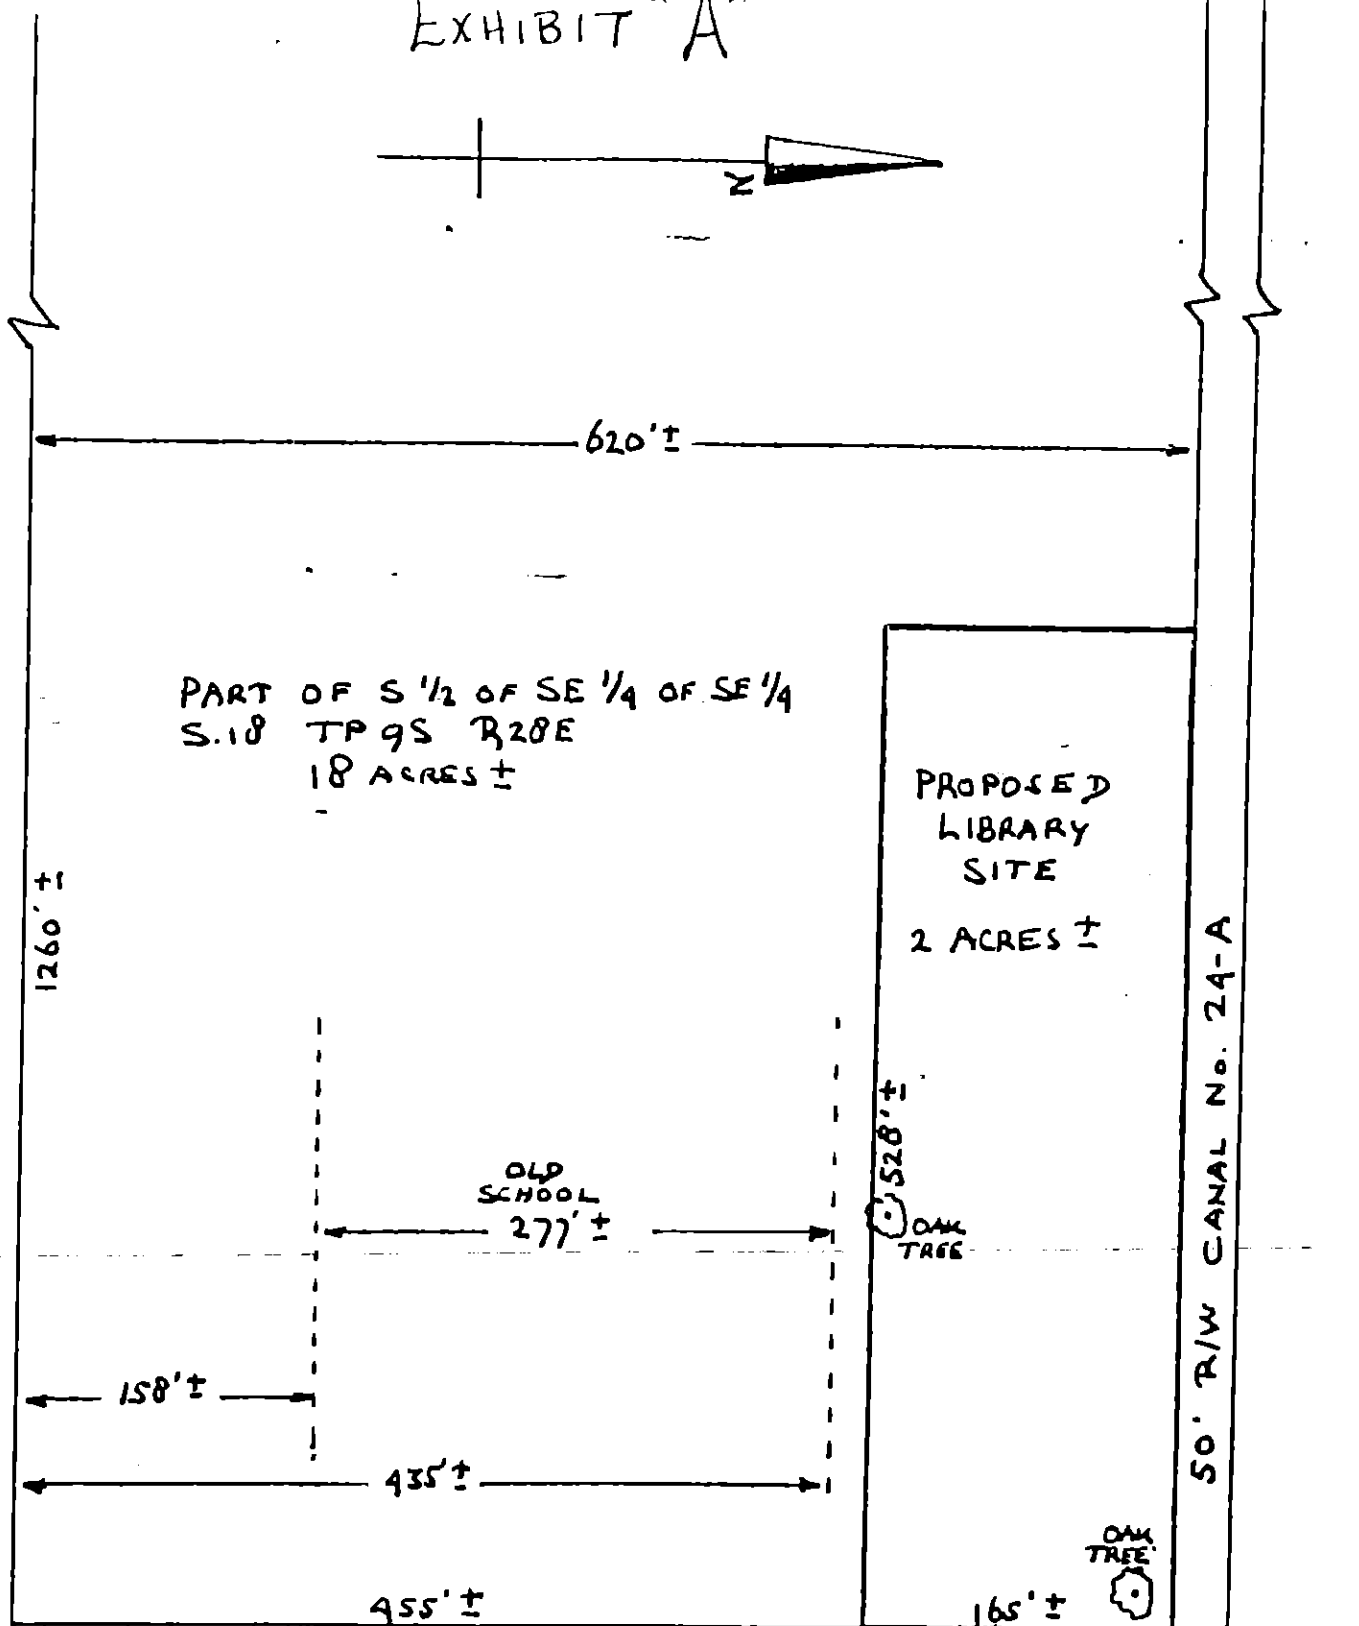 EXHIBIT "A"
N
620'±
PART OF S 1/2 OF SE 1/4 OF SE 1/4
S.18 TP 9S R28E
18 ACRES ±
PROPOSED
LIBRARY
SITE
2 ACRES ±
1260'±
528'±
50' R/W CANAL No. 24-A
OLD
SCHOOL
277'±
OAK
TREE
158'±
435'±
OAK
TREE
455'±
165'±